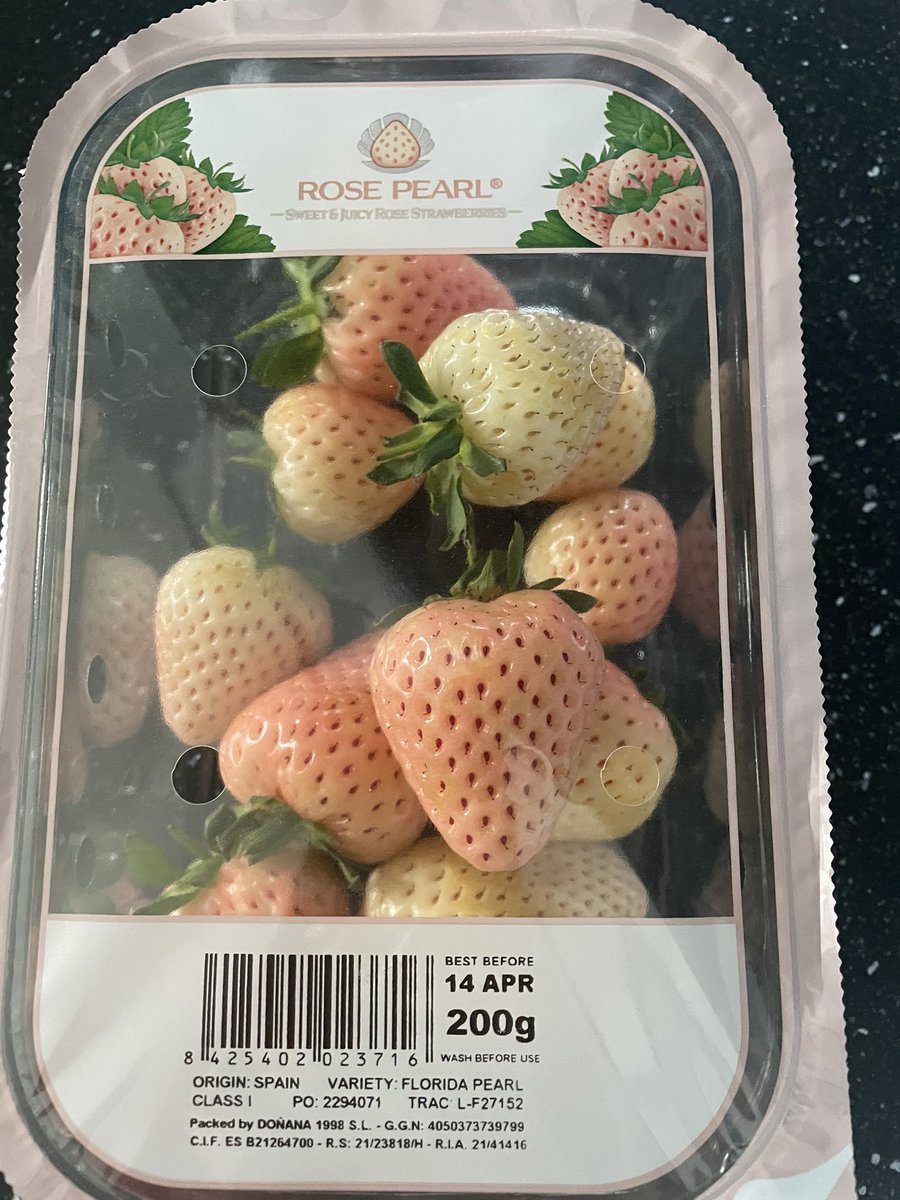 ROSE PEARL®
SWEET & JUICY ROSE STRAWBERRIES
BEST BEFORE
14 APR
200g
WASH BEFORE USE
8 425402 023716
ORIGIN: SPAIN VARIETY: FLORIDA PEARL
CLASS I PO: 2294071 TRAC: L-F27152
Packed by DOÑANA 1998 S.L. - G.G.N: 4050373739799
C.I.F. ES B21264700 - R.S: 21/23818/H - R.I.A. 21/41416